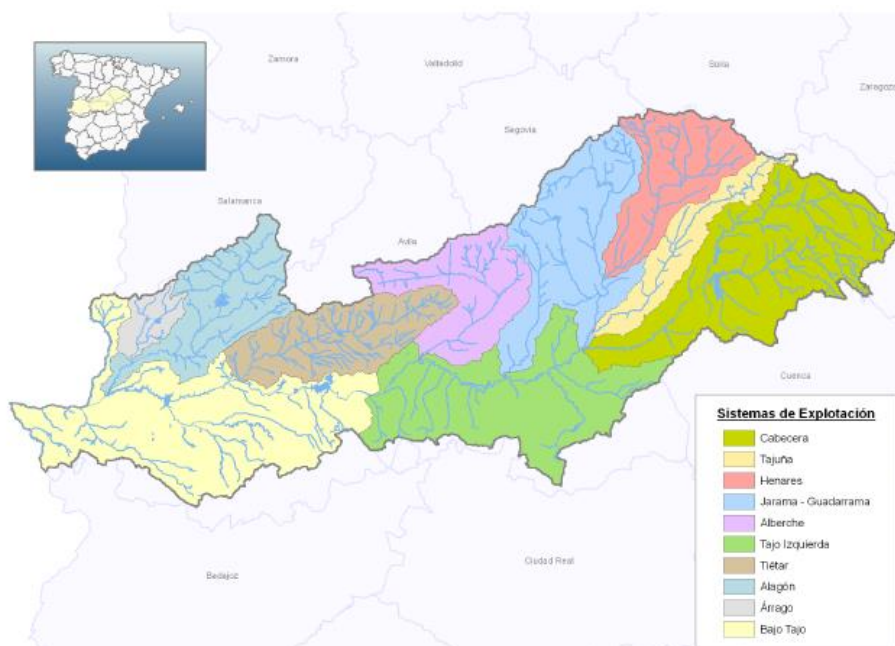 Zamora
Valladolid
Soria
Zaragoza
Segovia
Salamanca
Avila
Cuenca
Badajoz
Ciudad Real
Sistemas de Explotación
Cabecera
Tajuña
Henares
Jarama - Guadarrama
Alberche
Tajo Izquierda
Tiétar
Alagón
Árrago
Bajo Tajo